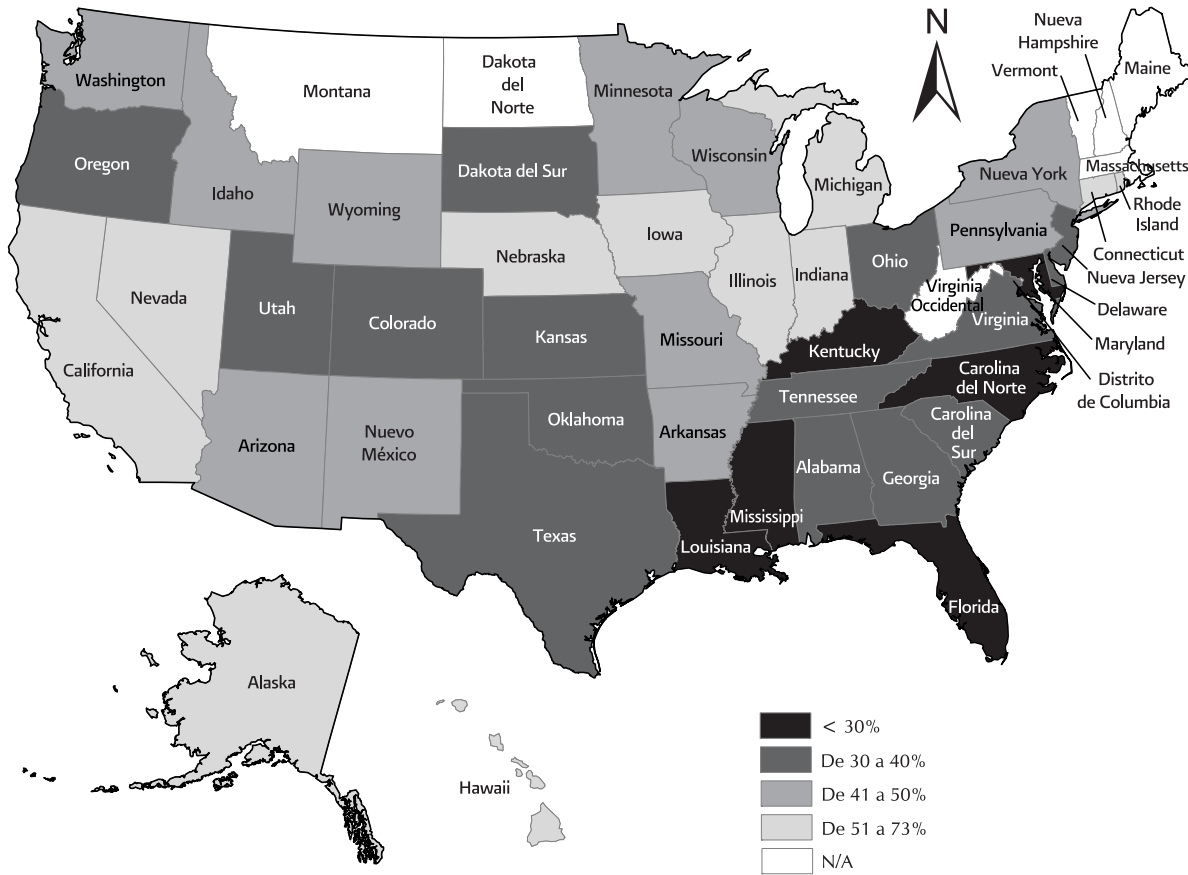 N
Nueva
Hampshire
Vermont
Maine
Washington
Montana
Dakota
del
Norte
Minnesota
Oregon
Idaho
Wyoming
Dakota del Sur
Wisconsin
Michigan
Nueva York
Massachusetts
Rhode
Island
Connecticut
Nueva Jersey
Pennsylvania
Nebraska
Iowa
Illinois
Indiana
Ohio
Virginia
Occidental
Virginia
Delaware
Maryland
Distrito
de Columbia
Nevada
Utah
Colorado
Kansas
Missouri
Kentucky
Carolina
del Norte
California
Tennessee
Carolina
del
Sur
Arizona
Nuevo
México
Oklahoma
Arkansas
Alabama
Georgia
Texas
Mississippi
Louisiana
Florida
Alaska
Hawaii
< 30%
De 30 a 40%
De 41 a 50%
De 51 a 73%
N/A